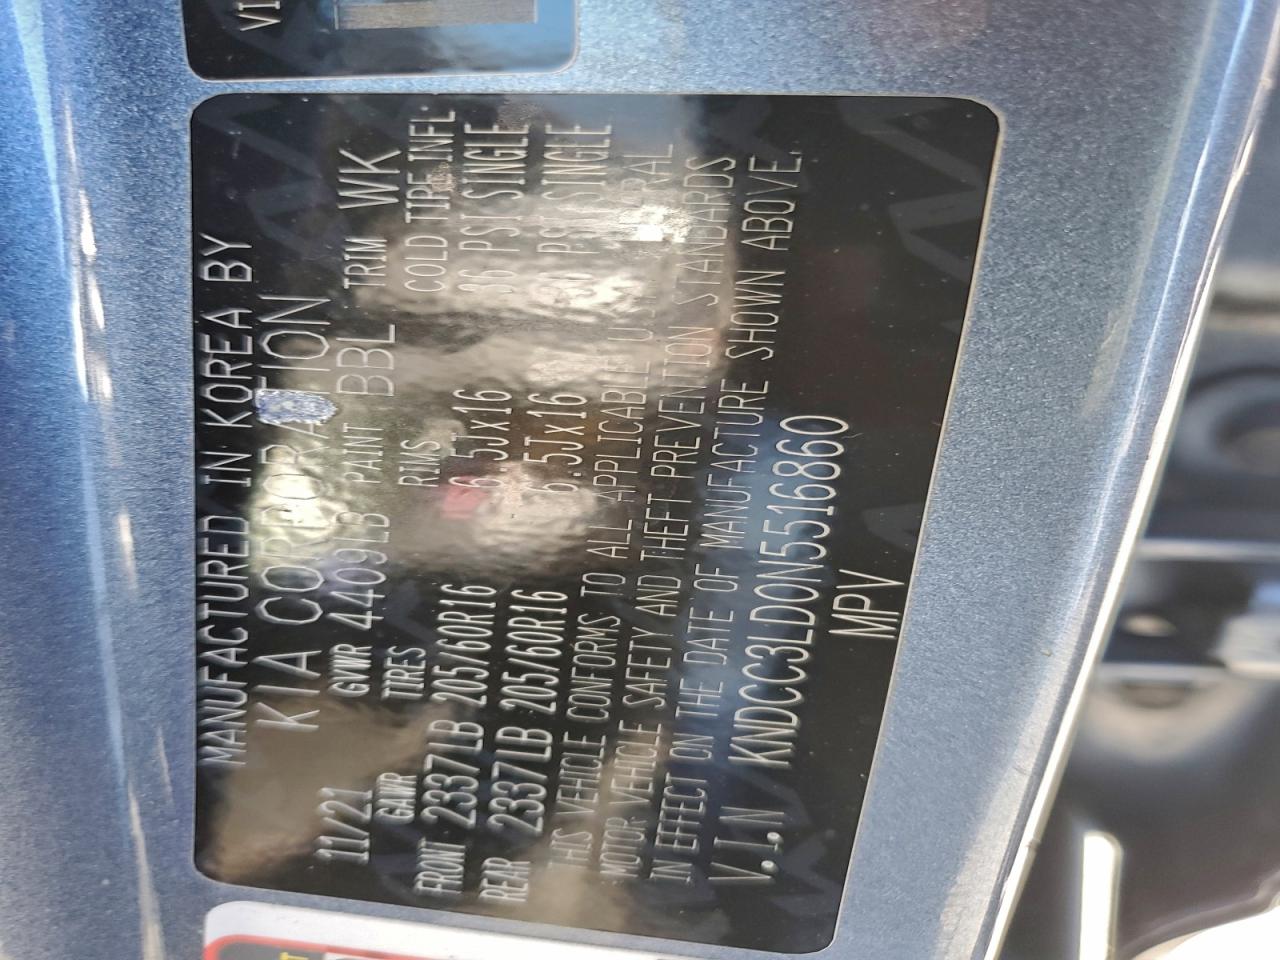 VI
MANUFACTURED IN KOREA BY
KIA CORPORATION
11/21 GVWR 4409LB PAINT BBL TRIM WK
GAWR TIRES RIMS COLD TIRE INFL.
FRONT 2337LB 205/60R16 6.5Jx16 36 PSI SINGLE
REAR 2337LB 205/60R16 6.5Jx16 PSI SINGLE
THIS VEHICLE CONFORMS TO ALL APPLICABLE
MOTOR VEHICLE SAFETY AND THEFT PREVENTION STANDARDS
IN EFFECT ON THE DATE OF MANUFACTURE SHOWN ABOVE.
V.I.N KNDCC3LD0N5516860
MPV